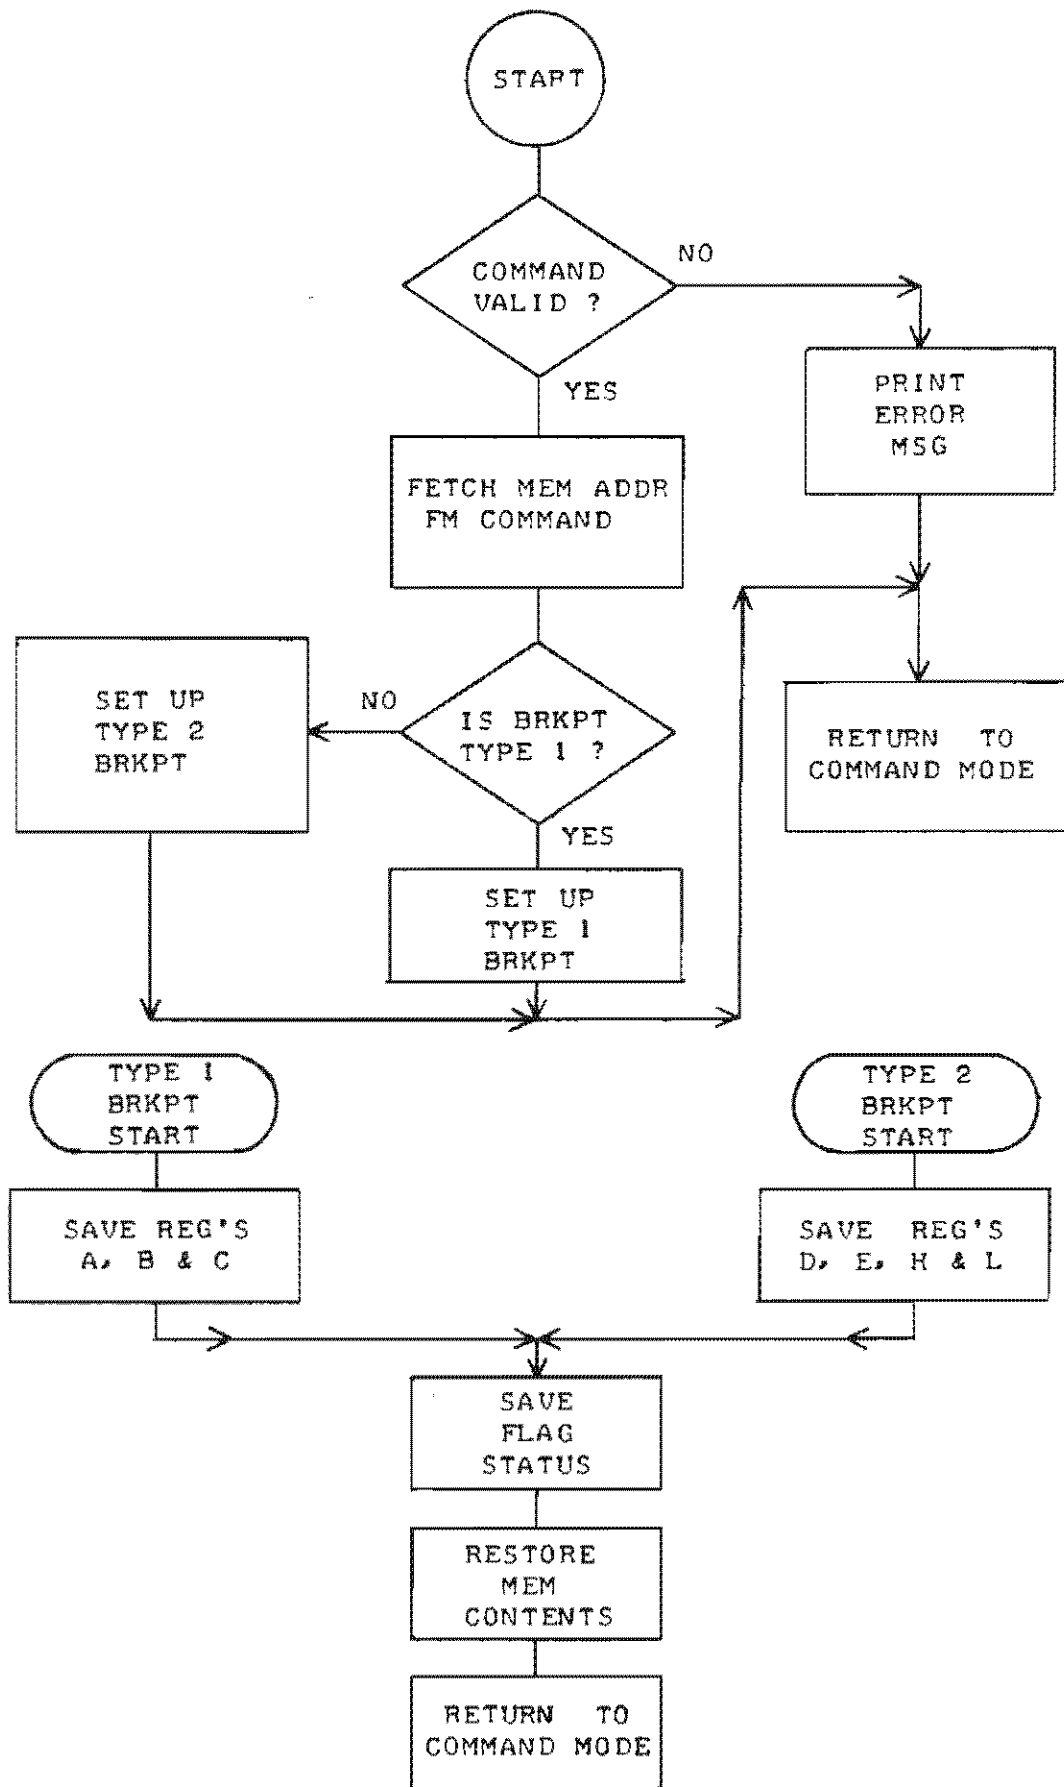 START
COMMAND
VALID ?
NO
YES
PRINT
ERROR
MSG
FETCH MEM ADDR
FM COMMAND
SET UP
TYPE 2
BRKPT
NO
IS BRKPT
TYPE 1 ?
RETURN TO
COMMAND MODE
YES
SET UP
TYPE 1
BRKPT
TYPE 1
BRKPT
START
TYPE 2
BRKPT
START
SAVE REG'S
A, B & C
SAVE REG'S
D, E, H & L
SAVE
FLAG
STATUS
RESTORE
MEM
CONTENTS
RETURN TO
COMMAND MODE